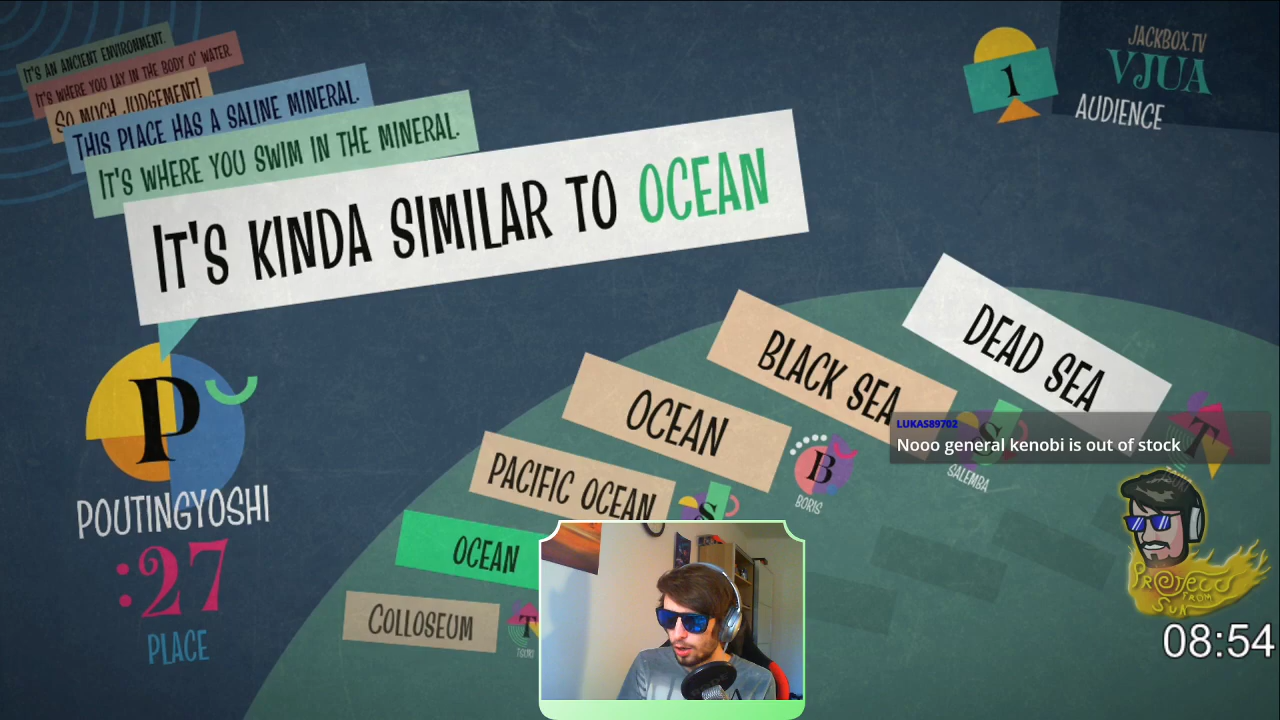 IT'S AN ANCIENT ENVIRONMENT.
IT'S WHERE YOU LAY IN THE BODY O' WATER
SO MUCH JUDGEMENT!
THIS PLACE HAS A SALINE MINERAL.
IT'S WHERE YOU SWIM IN THE MINERAL.
IT'S KINDA SIMILAR TO OCEAN
JACKBOX.TV
VJUA
1
AUDIENCE
DEAD SEA
BLACK SEA
OCEAN
PACIFIC OCEAN
OCEAN
COLLOSEUM
LUKAS89702
Nooo general kenobi is out of stock
T
S
SALEMBA
B
BORIS
S
T
P
POUTINGYOSHI
:27
PLACE
PROTECC
FROM
SUN
08:54